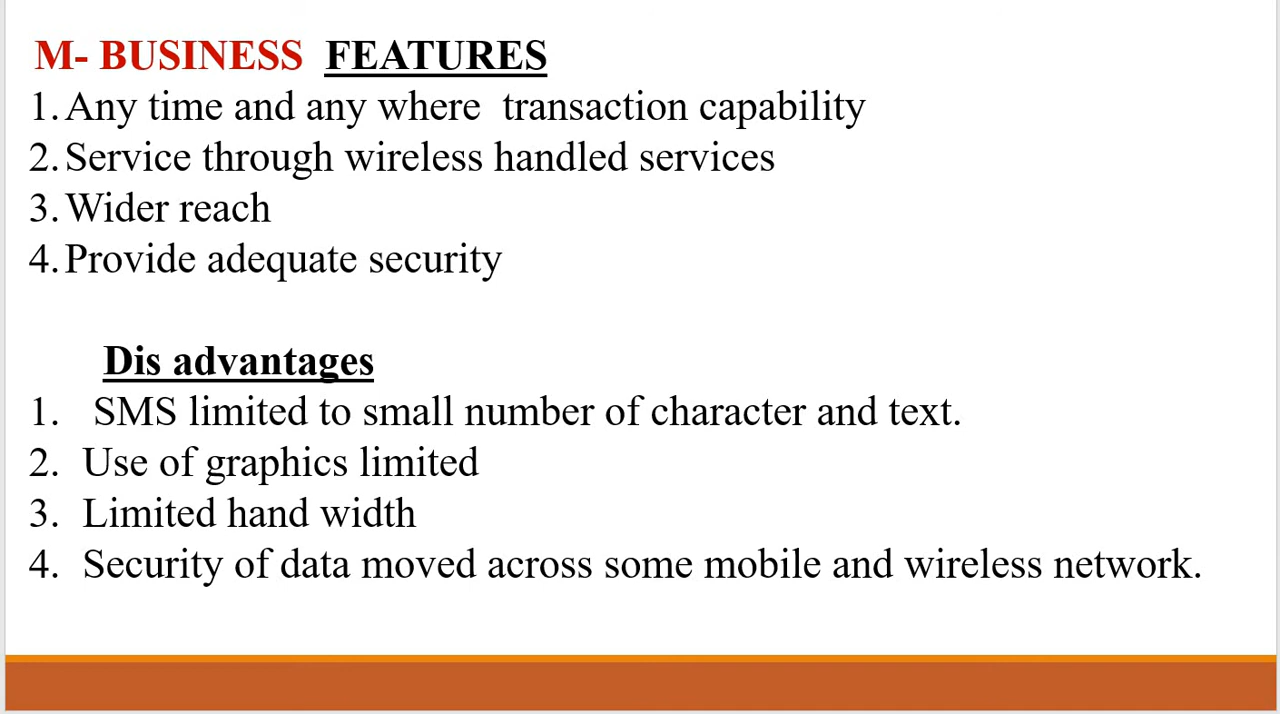 M- BUSINESS FEATURES
1. Any time and any where transaction capability
2. Service through wireless handled services
3. Wider reach
4. Provide adequate security
Dis advantages
1. SMS limited to small number of character and text.
2. Use of graphics limited
3. Limited hand width
4. Security of data moved across some mobile and wireless network.